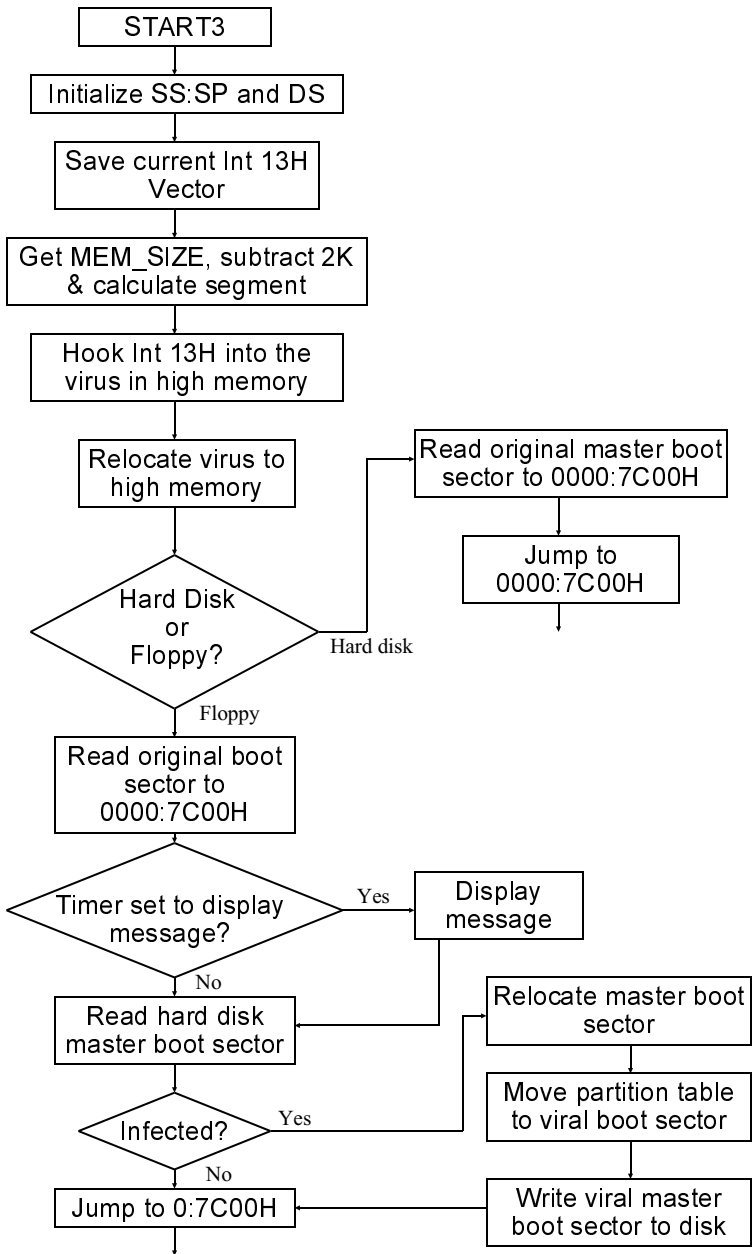 START3
Initialize SS:SP and DS
Save current Int 13H
Vector
Get MEM_SIZE, subtract 2K
& calculate segment
Hook Int 13H into the
virus in high memory
Relocate virus to
high memory
Read original master boot
sector to 0000:7C00H
Jump to
0000:7C00H
Hard Disk
or
Floppy?
Hard disk
Floppy
Read original boot
sector to
0000:7C00H
Timer set to display
message?
Yes
Display
message
No
Read hard disk
master boot sector
Relocate master boot
sector
Move partition table
to viral boot sector
Infected?
Yes
No
Write viral master
boot sector to disk
Jump to 0:7C00H